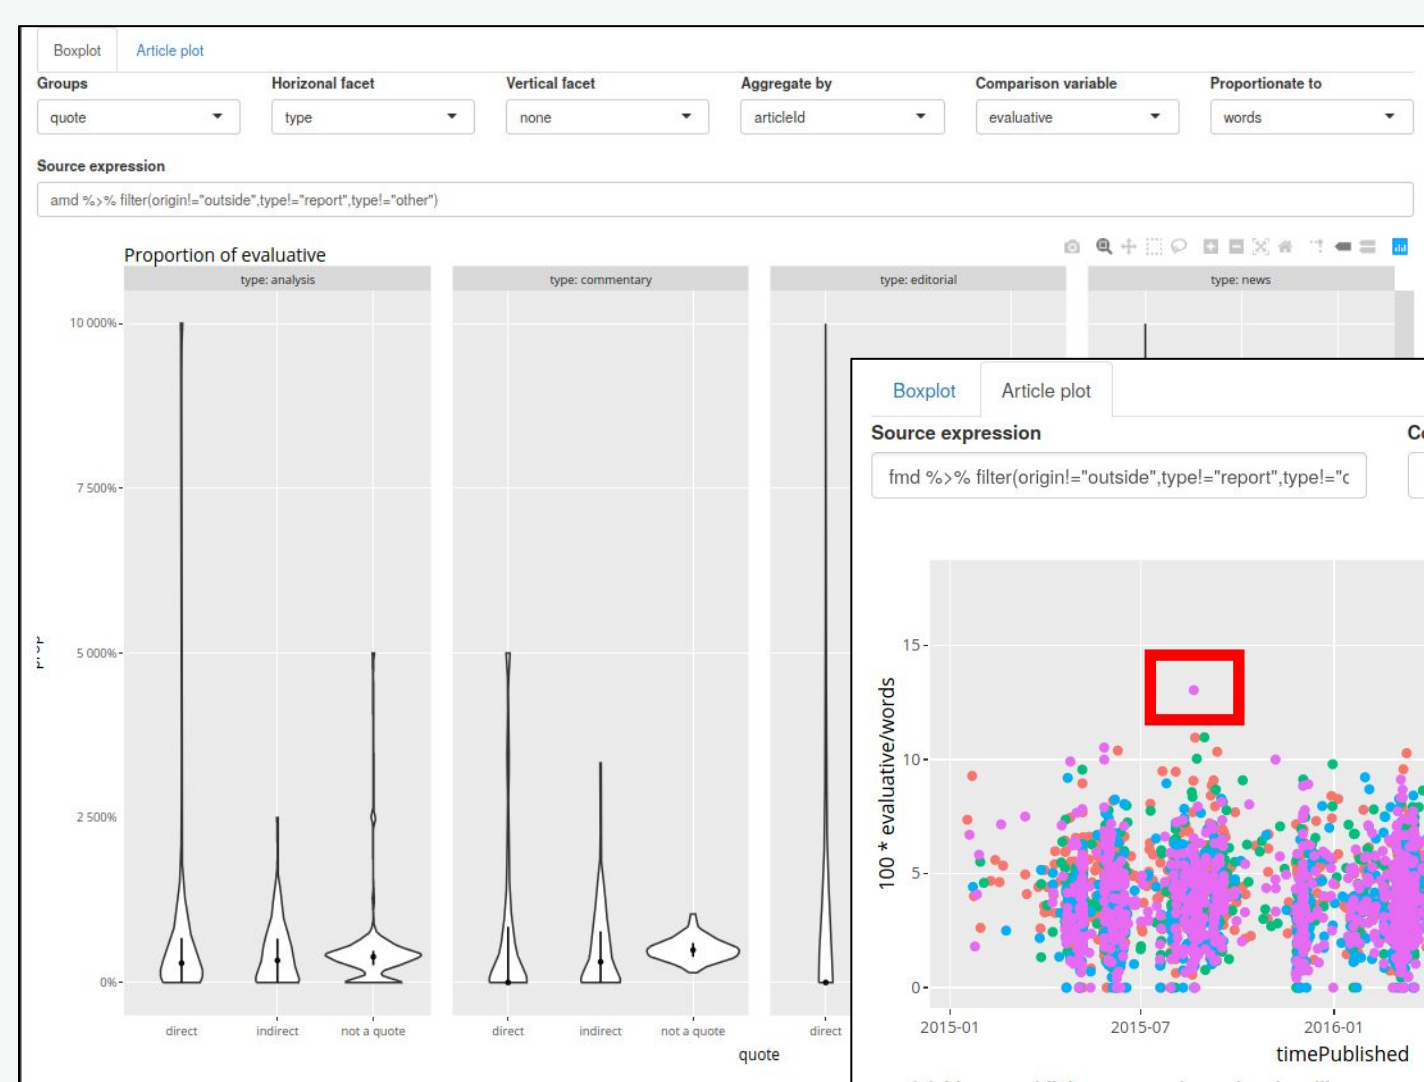 Boxplot Article plot
Groups Horizonal facet Vertical facet Aggregate by Comparison variable Proportionate to
quote type none articleId evaluative words
Source expression
amd %>% filter(origin!="outside",type!="report",type!="other")
Proportion of evaluative
type: analysis type: commentary type: editorial type: news
10 000%
7 500%
5 000%
2 500%
0%
direct indirect not a quote direct indirect not a quote direct
quote
Boxplot Article plot
Source expression
fmd %>% filter(origin!="outside",type!="report",type!="c
100 * evaluative/words
15
10
5
0
2015-01 2015-07 2016-01
timePublished